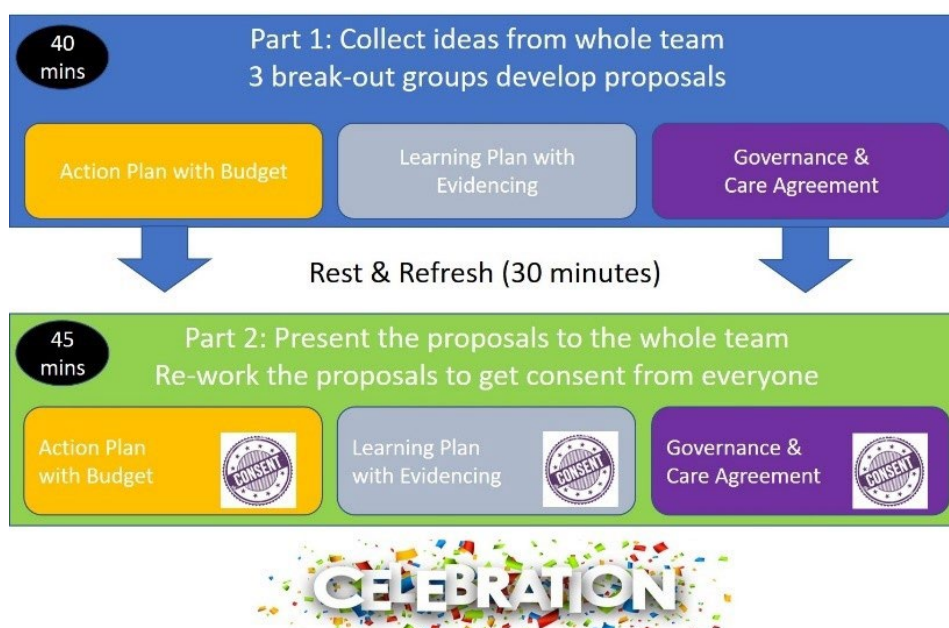 40
mins
Part 1: Collect ideas from whole team
3 break-out groups develop proposals
Action Plan with Budget
Learning Plan with
Evidencing
Governance &
Care Agreement
Rest & Refresh (30 minutes)
45
mins
Part 2: Present the proposals to the whole team
Re-work the proposals to get consent from everyone
Action Plan
with Budget
CONSENT
Learning Plan
with Evidencing
CONSENT
Governance &
Care Agreement
CONSENT
CELEBRATION